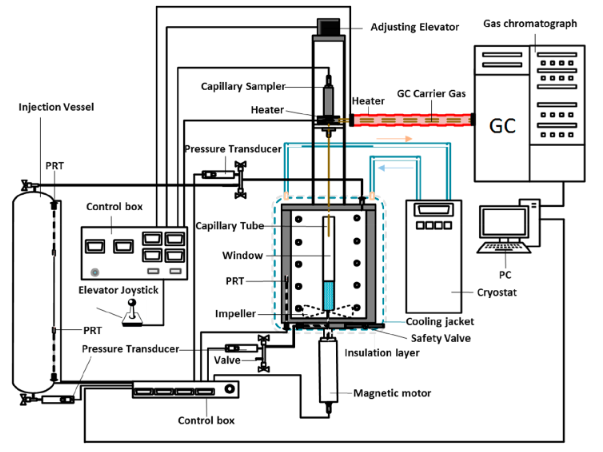 Gas chromatograph
Adjusting Elevator
Capillary Sampler
Heater
Heater
GC Carrier Gas
GC
Injection Vessel
PRT
Pressure Transducer
Control box
Capillary Tube
Window
PRT
Impeller
PC
Cryostat
Elevator Joystick
PRT
Pressure Transducer
Valve
Cooling jacket
Safety Valve
Insulation layer
Magnetic motor
Control box